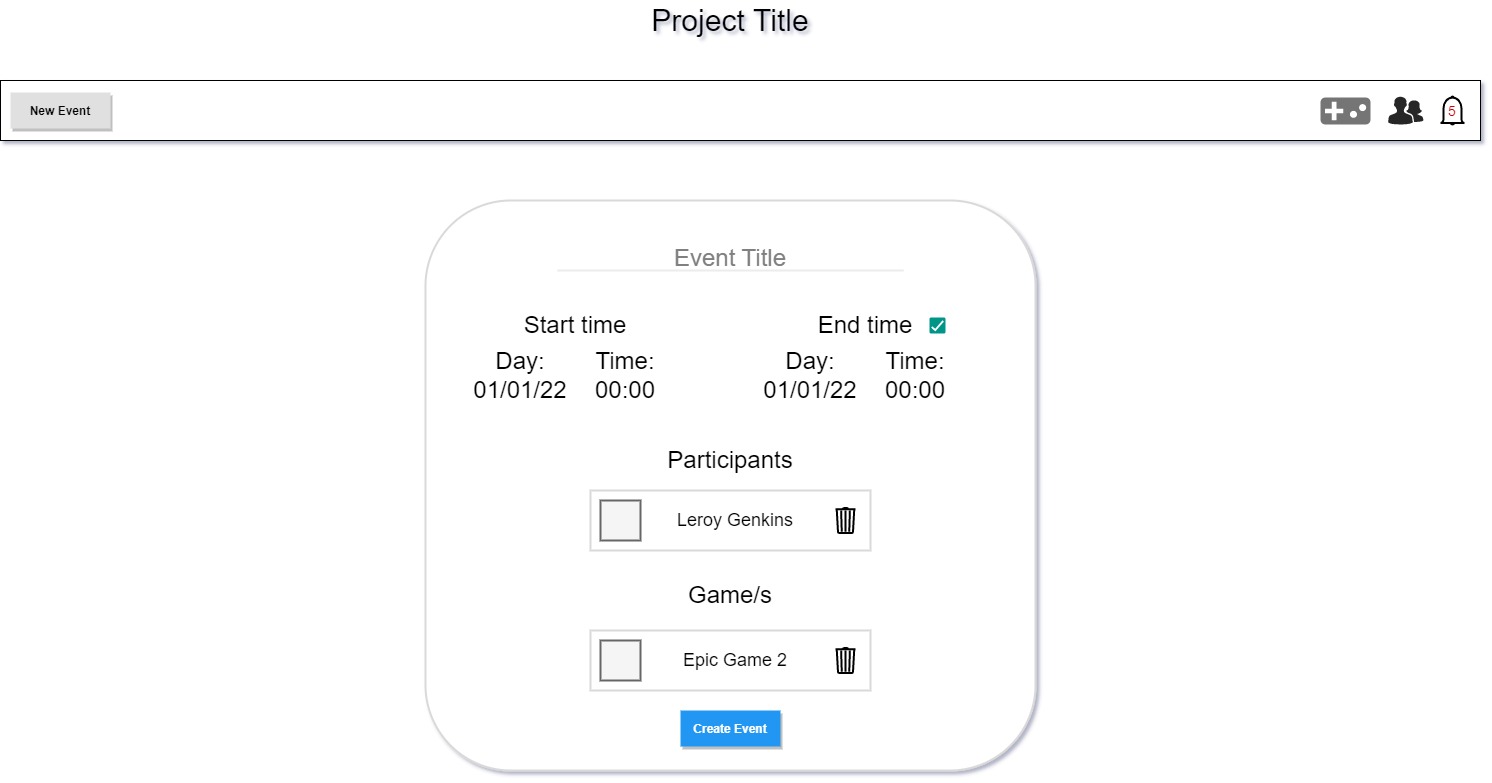 Project Title
New Event
5
Event Title
Start time
End time
Day: Time:
01/01/22 00:00
Day: Time:
01/01/22 00:00
Participants
Leroy Genkins
Game/s
Epic Game 2
Create Event